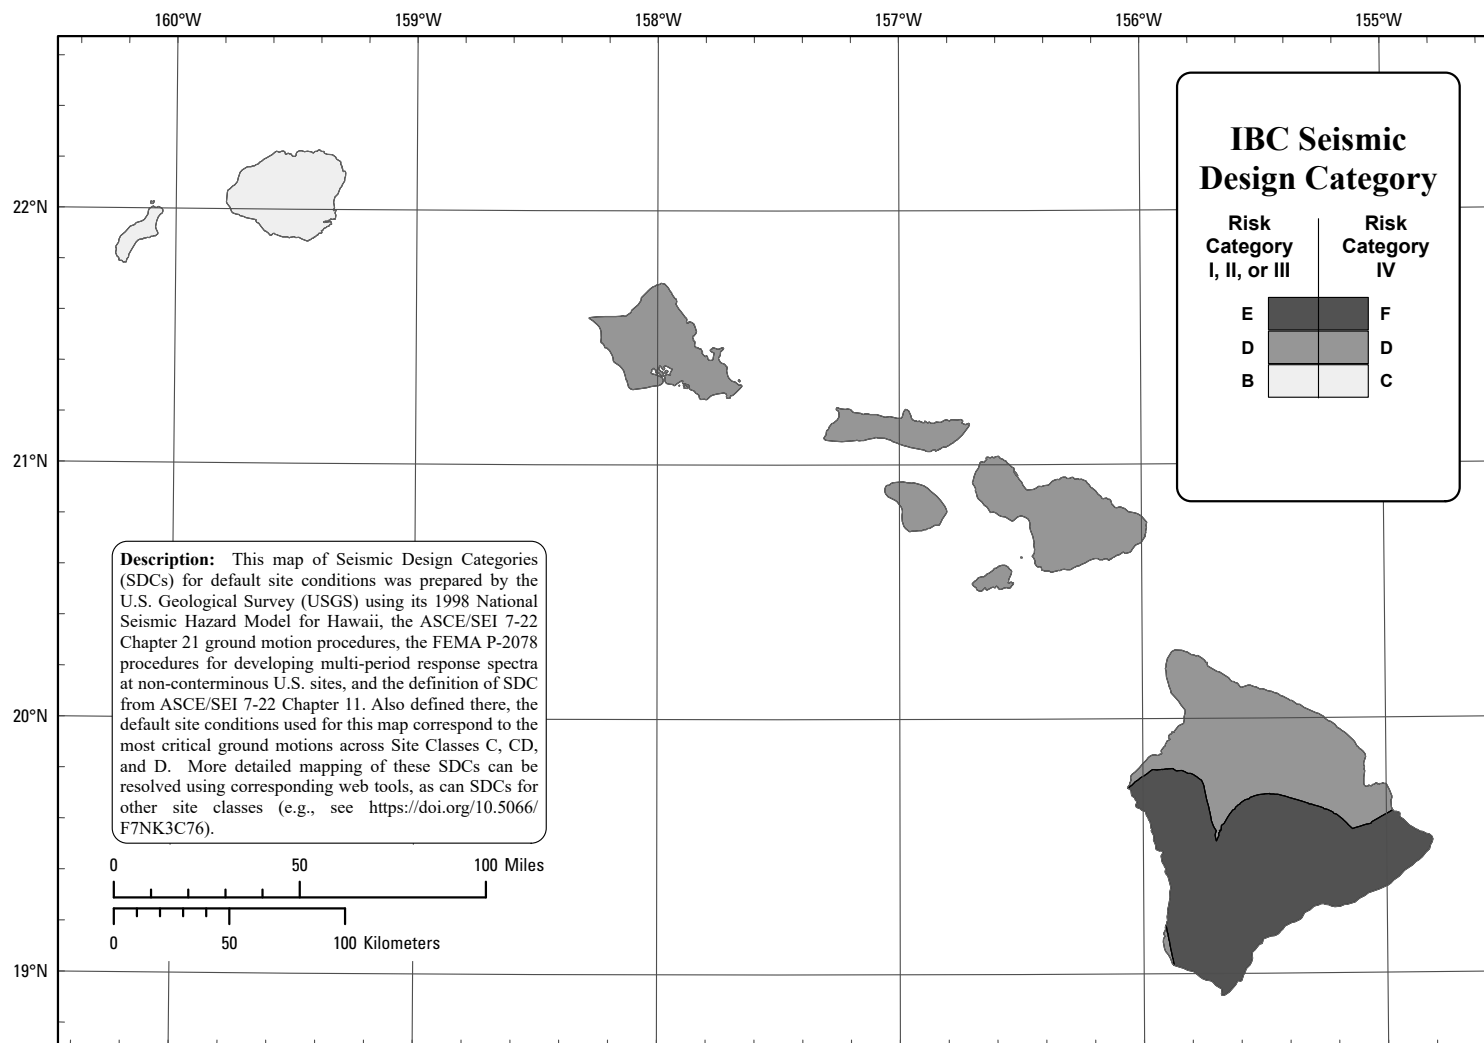 160°W 159°W 158°W 157°W 156°W 155°W
IBC Seismic
Design Category
Risk
Category
I, II, or III
Risk
Category
IV
E F
D D
B C
22°N
21°N
20°N
19°N
Description: This map of Seismic Design Categories
(SDCs) for default site conditions was prepared by the
U.S. Geological Survey (USGS) using its 1998 National
Seismic Hazard Model for Hawaii, the ASCE/SEI 7-22
Chapter 21 ground motion procedures, the FEMA P-2078
procedures for developing multi-period response spectra
at non-conterminous U.S. sites, and the definition of SDC
from ASCE/SEI 7-22 Chapter 11. Also defined there, the
default site conditions used for this map correspond to the
most critical ground motions across Site Classes C, CD,
and D. More detailed mapping of these SDCs can be
resolved using corresponding web tools, as can SDCs for
other site classes (e.g., see https://doi.org/10.5066/
F7NK3C76).
0 50 100 Miles
0 50 100 Kilometers